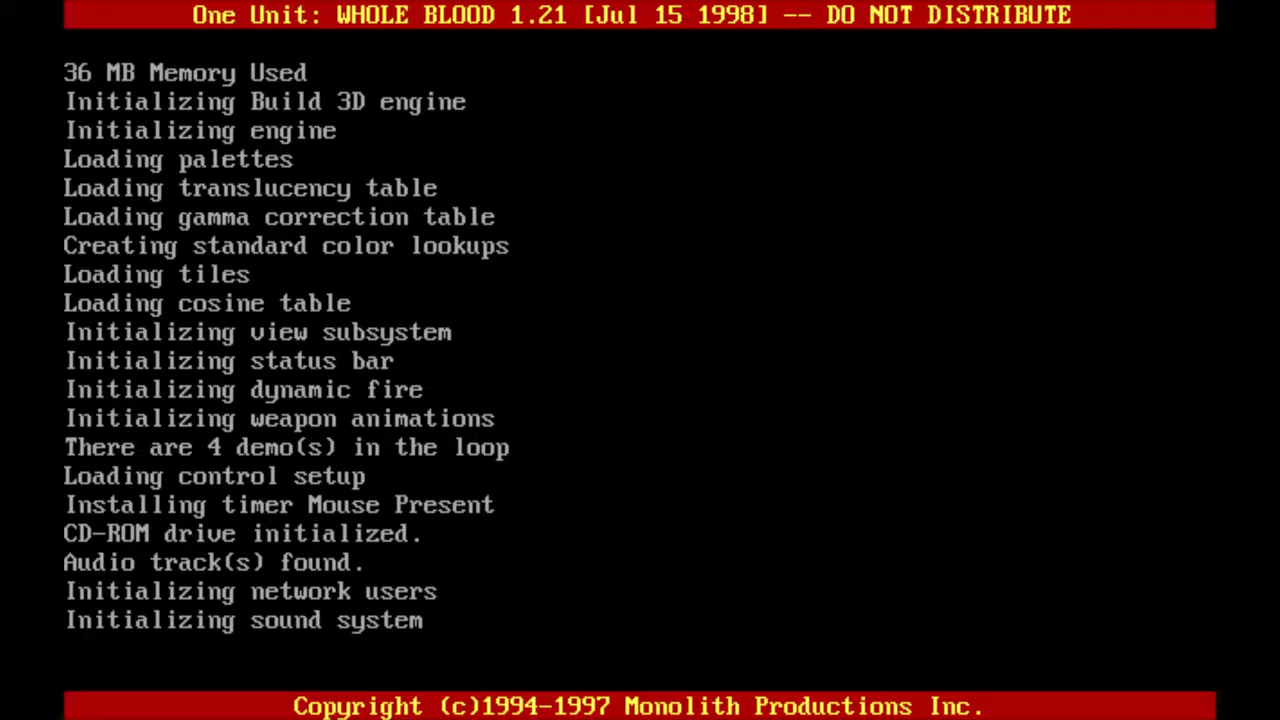 One Unit: WHOLE BLOOD 1.21 [Jul 15 1998] -- DO NOT DISTRIBUTE
36 MB Memory Used
Initializing Build 3D engine
Initializing engine
Loading palettes
Loading translucency table
Loading gamma correction table
Creating standard color lookups
Loading tiles
Loading cosine table
Initializing view subsystem
Initializing status bar
Initializing dynamic fire
Initializing weapon animations
There are 4 demo(s) in the loop
Loading control setup
Installing timer Mouse Present
CD-ROM drive initialized.
Audio track(s) found.
Initializing network users
Initializing sound system
Copyright (c)1994-1997 Monolith Productions Inc.